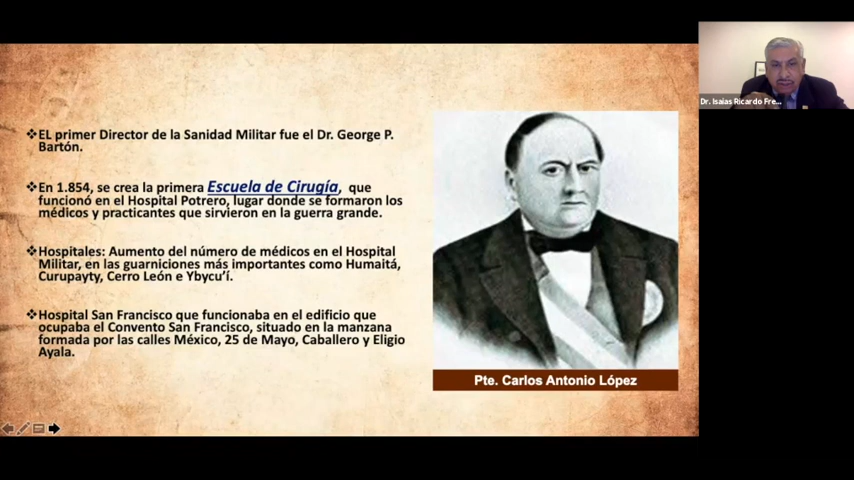 ❖EL primer Director de la Sanidad Militar fue el Dr. George P.
Bartón.
❖En 1.854, se crea la primera Escuela de Cirugía, que
funcionó en el Hospital Potrero, lugar donde se formaron los
médicos y practicantes que sirvieron en la guerra grande.
❖Hospitales: Aumento del número de médicos en el Hospital
Militar, en las guarniciones más importantes como Humaitá,
Curupayty, Cerro León e Ybycu’í.
❖Hospital San Francisco que funcionaba en el edificio que
ocupaba el Convento San Francisco, situado en la manzana
formada por las calles México, 25 de Mayo, Caballero y Eligio
Ayala.
Pte. Carlos Antonio López
Dr. Isaias Ricardo Fre...